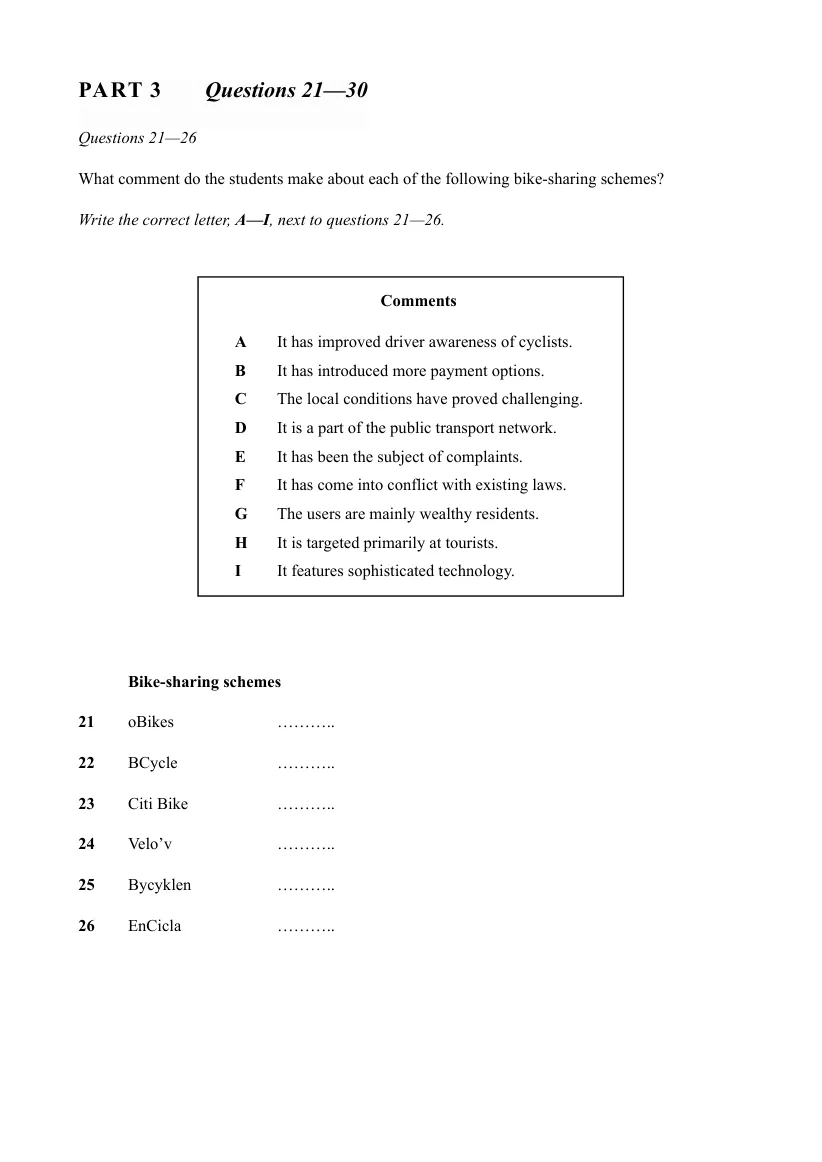 PART 3 Questions 21—30
Questions 21—26
What comment do the students make about each of the following bike-sharing schemes?
Write the correct letter, A—I, next to questions 21—26.
Comments
A It has improved driver awareness of cyclists.
B It has introduced more payment options.
C The local conditions have proved challenging.
D It is a part of the public transport network.
E It has been the subject of complaints.
F It has come into conflict with existing laws.
G The users are mainly wealthy residents.
H It is targeted primarily at tourists.
I It features sophisticated technology.
Bike-sharing schemes
21 oBikes ………..
22 BCycle ………..
23 Citi Bike ………..
24 Velo’v ………..
25 Bycyklen ………..
26 EnCicla ………..